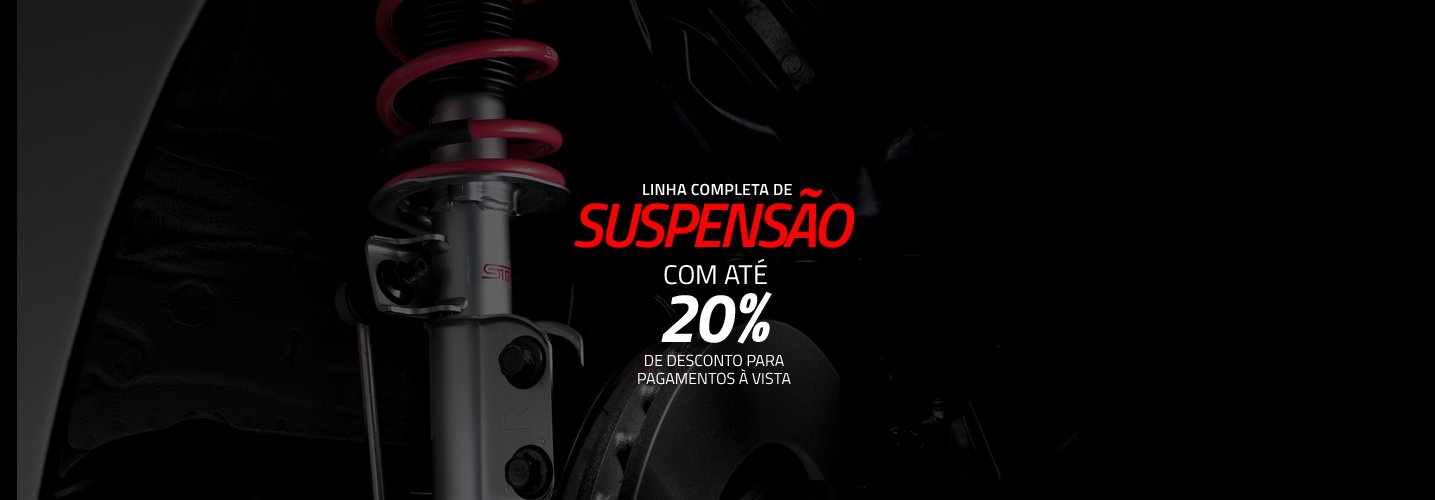 LINHA COMPLETA DE
SUSPENSÃO
COM ATÉ
20%
DE DESCONTO PARA
PAGAMENTOS À VISTA
R